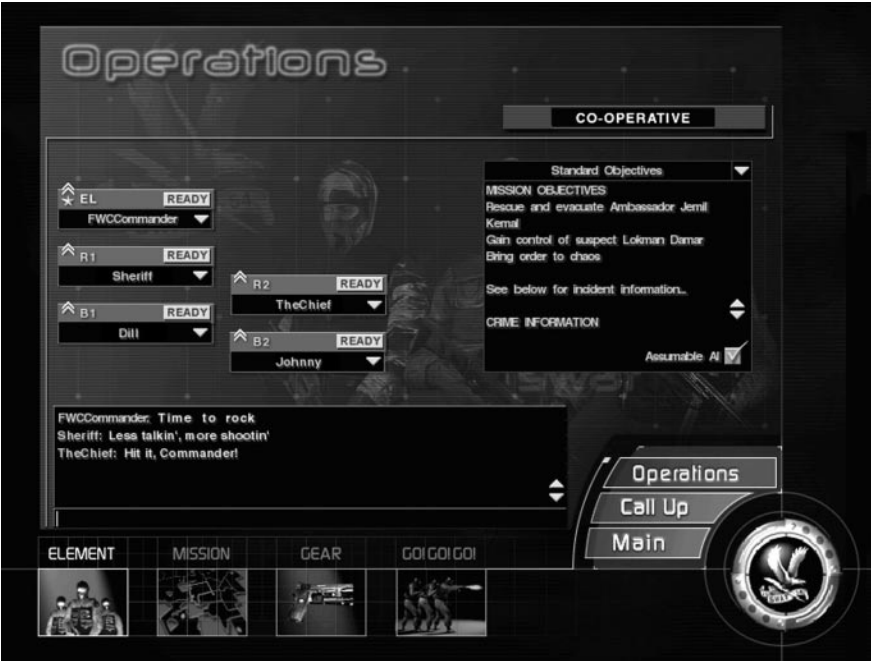 Operations
CO-OPERATIVE
EL READY
FWCCommander
R1 READY
Sheriff
B1 READY
Dill
R2 READY
TheChief
B2 READY
Johnny
Standard Objectives
MISSION OBJECTIVES
Rescue and evacuate Ambassador Jemil
Kemal
Gain control of suspect Lokman Damar
Bring order to chaos
See below for incident information...
CRIME INFORMATION
Assumable AI
FWCCommander: Time to rock
Sheriff: Less talkin', more shootin'
TheChief: Hit it, Commander!
Operations
Call Up
Main
ELEMENT
MISSION
GEAR
GO! GO! GO!
SWAT